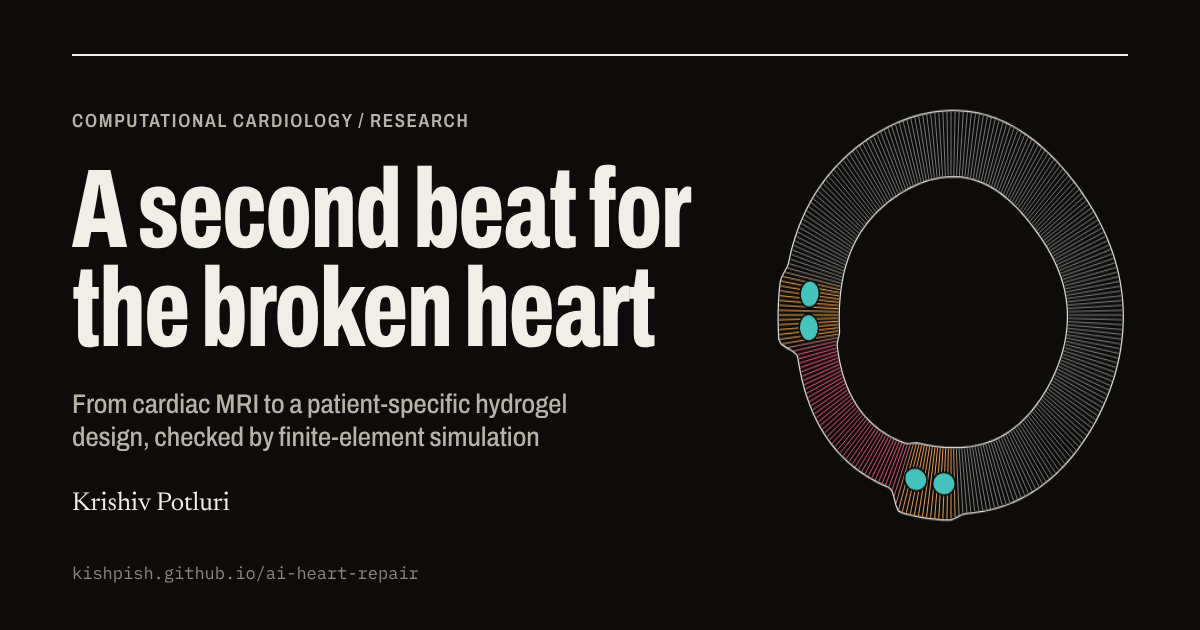 COMPUTATIONAL CARDIOLOGY / RESEARCH
A second beat for
the broken heart
From cardiac MRI to a patient-specific hydrogel
design, checked by finite-element simulation
Krishiv Potluri
kishpish.github.io/ai-heart-repair